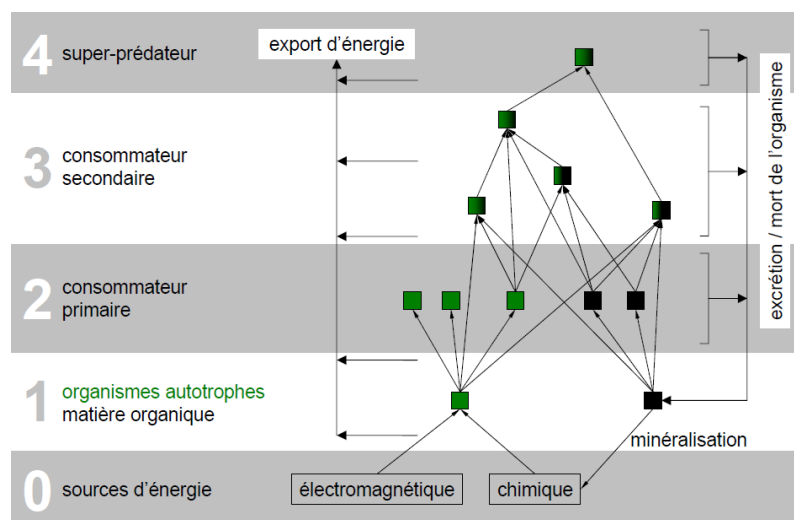 4 super-prédateur
export d'énergie
3 consommateur
secondaire
2 consommateur
primaire
1 organismes autotrophes
matière organique
0 sources d'énergie
électromagnétique
chimique
minéralisation
excrétion / mort de l'organisme